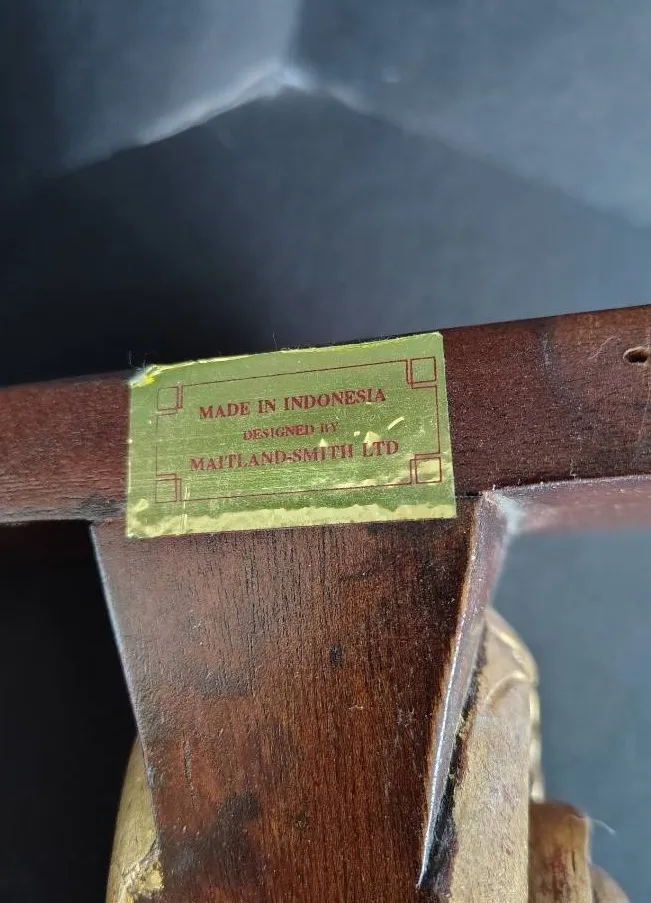 MADE IN INDONESIA
DESIGNED BY
MAITLAND-SMITH LTD